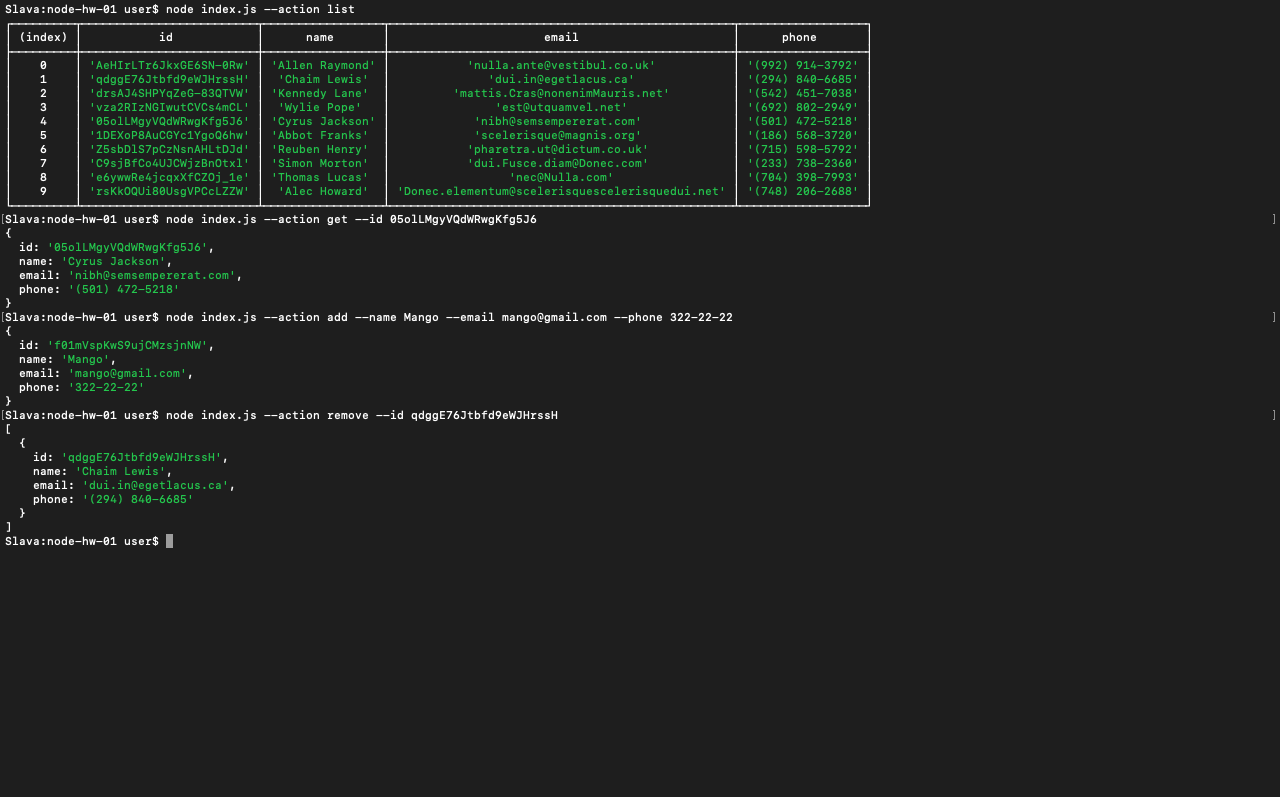 Slava:node-hw-01 user$ node index.js --action list
(index) id name email phone
0 'AeHIrLTr6JkxGE6SN-0Rw' 'Allen Raymond' 'nulla.ante@vestibul.co.uk' '(992) 914-3792'
1 'qdggE76Jtbfd9eWJHrssH' 'Chaim Lewis' 'dui.in@egetlacus.ca' '(294) 840-6685'
2 'drsAJ4SHPYqZeG-83QTVW' 'Kennedy Lane' 'mattis.Cras@nonenimMauris.net' '(542) 451-7038'
3 'vza2RIzNGIwutCVCs4mCL' 'Wylie Pope' 'est@utquamvel.net' '(692) 802-2949'
4 '05olLMgyVQdWRwgKfg5J6' 'Cyrus Jackson' 'nibh@semsempererat.com' '(501) 472-5218'
5 '1DEXoP8AuCGYc1YgoQ6hw' 'Abbot Franks' 'scelerisque@magnis.org' '(186) 568-3720'
6 'Z5sbDlS7pCzNsnAHLtDJd' 'Reuben Henry' 'pharetra.ut@dictum.co.uk' '(715) 598-5792'
7 'C9sjBfCo4UJCWjzBnOtxl' 'Simon Morton' 'dui.Fusce.diam@Donec.com' '(233) 738-2360'
8 'e6ywwRe4jcqxXfCZOj_1e' 'Thomas Lucas' 'nec@Nulla.com' '(704) 398-7993'
9 'rsKkOQUi80UsgVPCcLZZW' 'Alec Howard' 'Donec.elementum@scelerisquescelerisquedui.net' '(748) 206-2688'
[Slava:node-hw-01 user$ node index.js --action get --id 05olLMgyVQdWRwgKfg5J6 ]
{
id: '05olLMgyVQdWRwgKfg5J6',
name: 'Cyrus Jackson',
email: 'nibh@semsempererat.com',
phone: '(501) 472-5218'
}
[Slava:node-hw-01 user$ node index.js --action add --name Mango --email mango@gmail.com --phone 322-22-22 ]
{
id: 'f01mVspKwS9ujCMzsjnNW',
name: 'Mango',
email: 'mango@gmail.com',
phone: '322-22-22'
}
[Slava:node-hw-01 user$ node index.js --action remove --id qdggE76Jtbfd9eWJHrssH ]
[
{
id: 'qdggE76Jtbfd9eWJHrssH',
name: 'Chaim Lewis',
email: 'dui.in@egetlacus.ca',
phone: '(294) 840-6685'
}
]
Slava:node-hw-01 user$